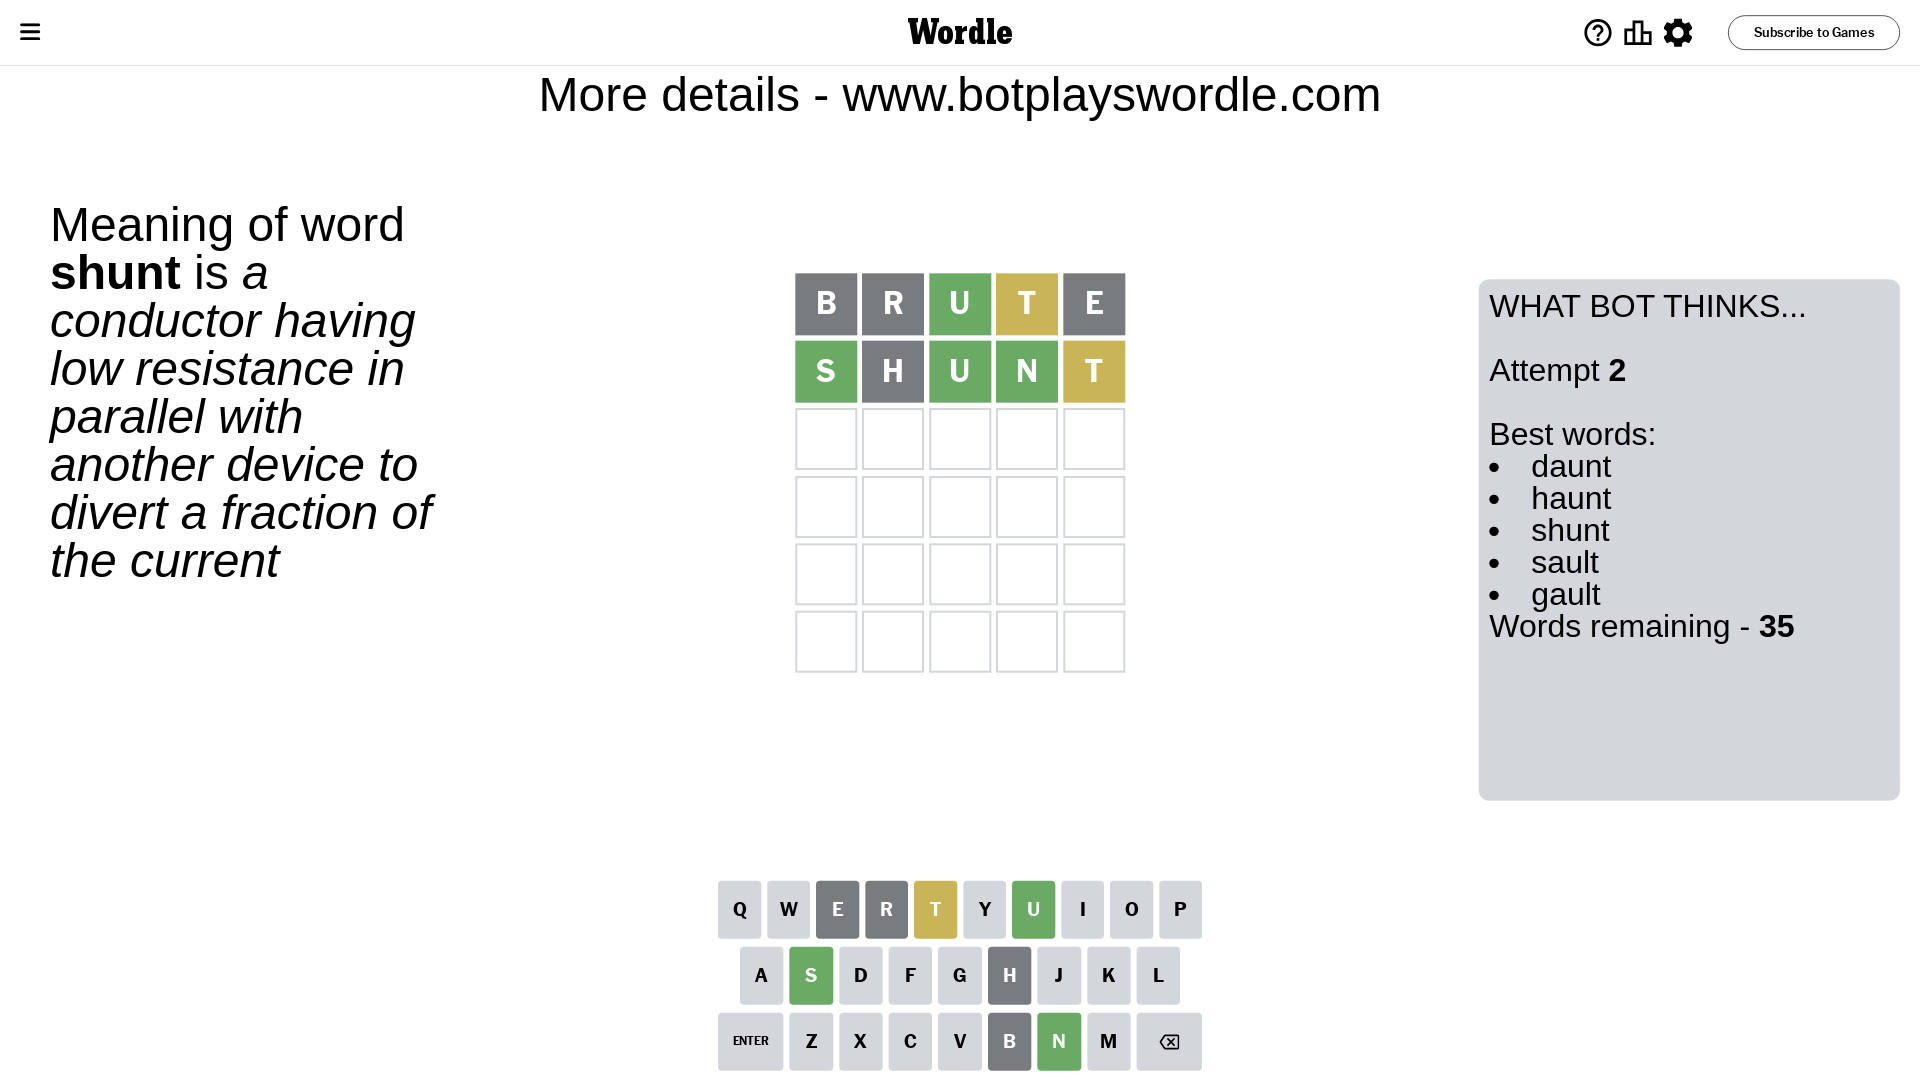 Wordle
Subscribe to Games
More details - www.botplayswordle.com
Meaning of word
shunt is a
conductor having
low resistance in
parallel with
another device to
divert a fraction of
the current
B R U T E
S H U N T
WHAT BOT THINKS...
Attempt 2
Best words:
• daunt
• haunt
• shunt
• sault
• gault
Words remaining - 35
Q W E R T Y U I O P
A S D F G H J K L
ENTER Z X C V B N M